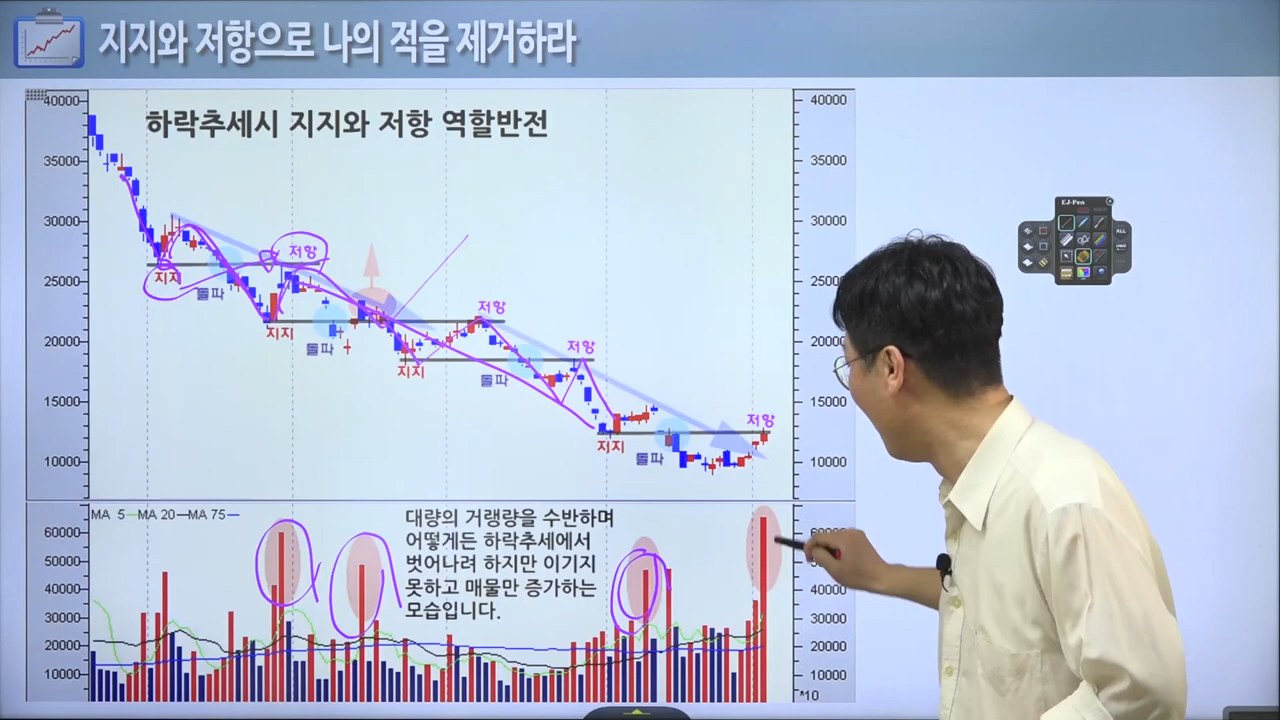 지지와 저항으로 나의 적을 제거하라
하락추세시 지지와 저항 역할반전
40000
35000
30000
25000
20000
15000
10000
40000
35000
30000
25000
20000
15000
10000
EJ-Pen
ALL
저항
지지
돌파
지지
돌파
저항
지지
저항
돌파
저항
지지
돌파
MA 5 MA 20 MA 75
대량의 거랭량을 수반하며
어떻게든 하락추세에서
벗어나려 하지만 이기지
못하고 매물만 증가하는
모습입니다.
60000
50000
40000
30000
20000
10000
40000
30000
20000
10000
*10